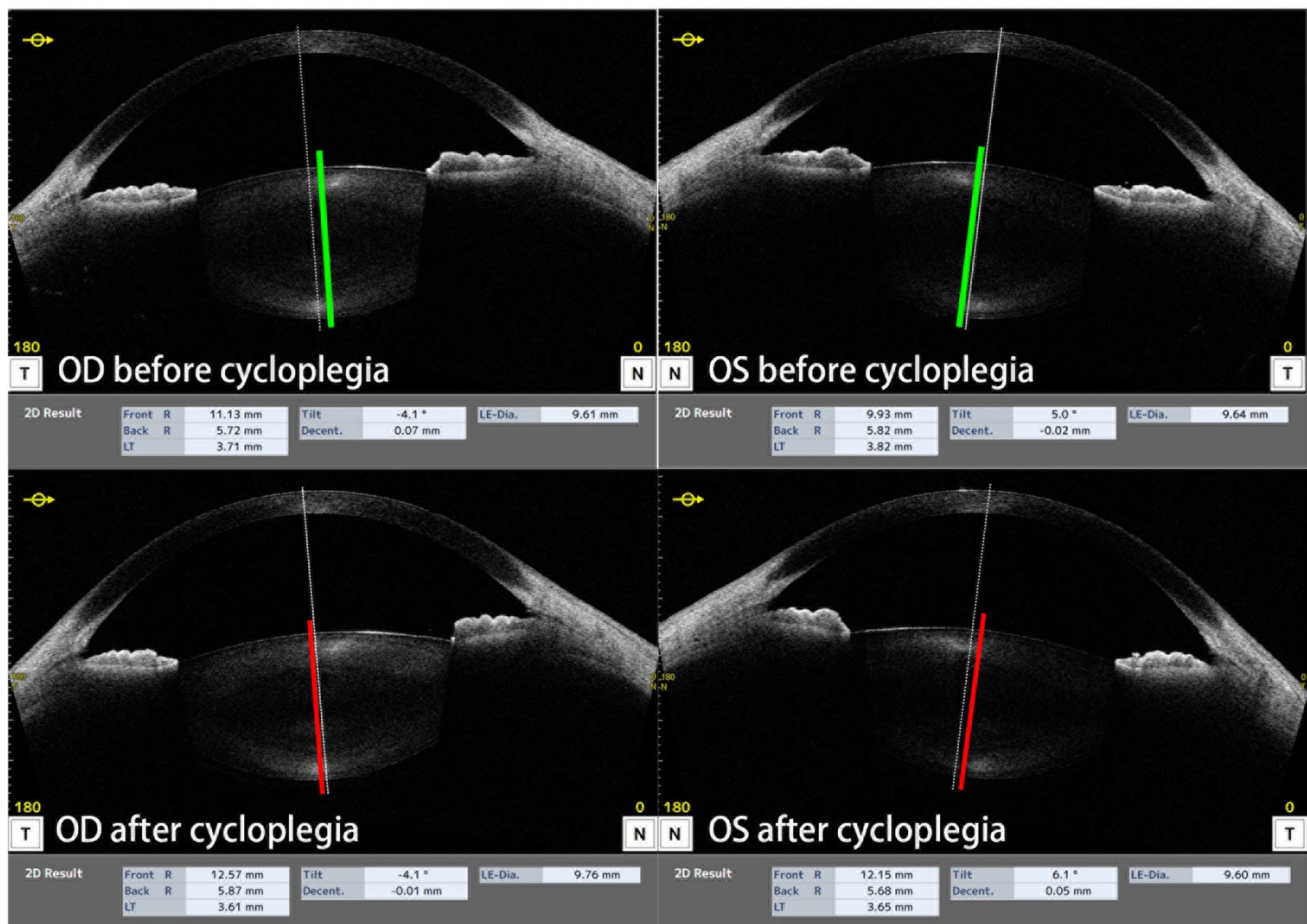 180 0
T OD before cycloplegia N
180 0
N OS before cycloplegia T
2D Result Front R 11.13 mm Tilt -4.1 ° LE-Dia. 9.61 mm
Back R 5.72 mm Decent. 0.07 mm
LT 3.71 mm
2D Result Front R 9.93 mm Tilt 5.0 ° LE-Dia. 9.64 mm
Back R 5.82 mm Decent. -0.02 mm
LT 3.82 mm
180 0
T OD after cycloplegia N
180 0
N OS after cycloplegia T
2D Result Front R 12.57 mm Tilt -4.1 ° LE-Dia. 9.76 mm
Back R 5.87 mm Decent. -0.01 mm
LT 3.61 mm
2D Result Front R 12.15 mm Tilt 6.1 ° LE-Dia. 9.60 mm
Back R 5.68 mm Decent. 0.05 mm
LT 3.65 mm